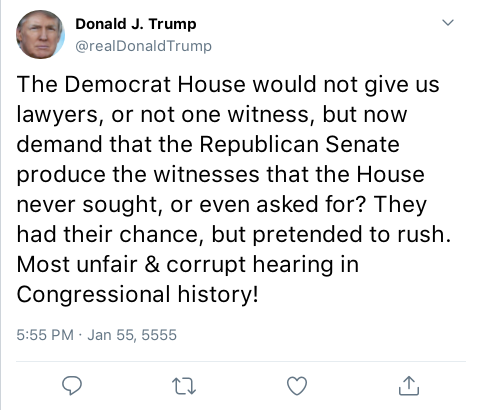 Donald J. Trump
@realDonaldTrump
The Democrat House would not give us
lawyers, or not one witness, but now
demand that the Republican Senate
produce the witnesses that the House
never sought, or even asked for? They
had their chance, but pretended to rush.
Most unfair & corrupt hearing in
Congressional history!
5:55 PM · Jan 55, 5555